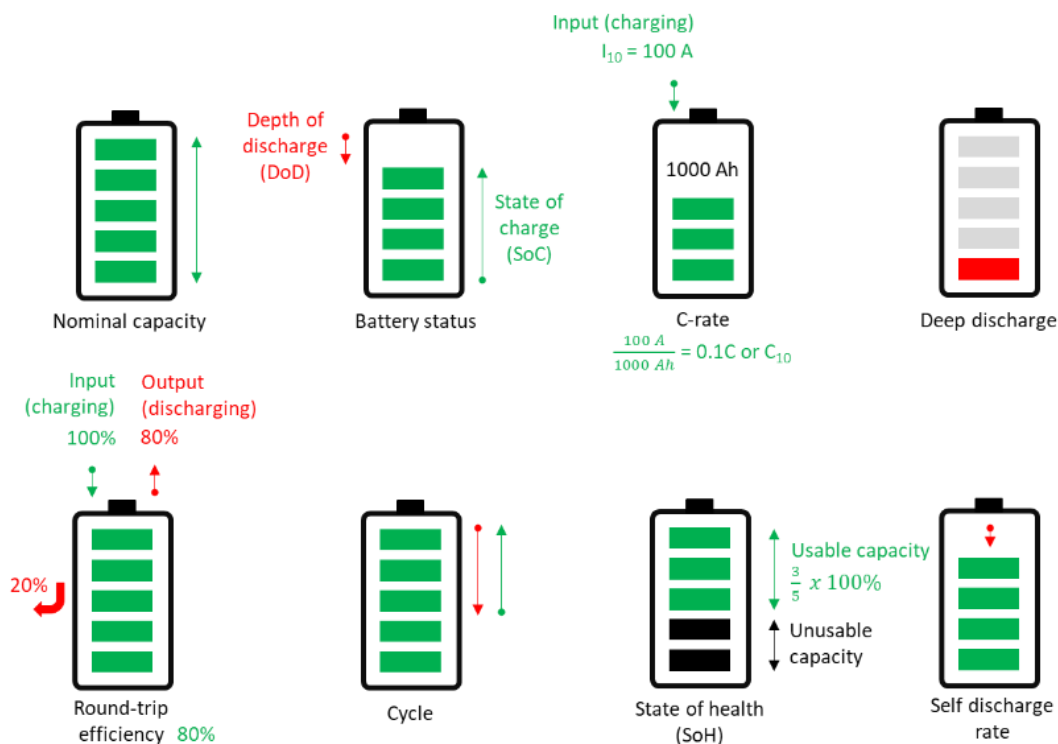 Input (charging)
I₁₀ = 100 A
Depth of
discharge
(DoD)
State of
charge
(SoC)
1000 Ah
Nominal capacity
Battery status
C-rate
100 A / 1000 Ah = 0.1C or C₁₀
Deep discharge
Input
(charging)
100%
Output
(discharging)
80%
20%
Round-trip
efficiency 80%
Cycle
Usable capacity
3/5 x 100%
Unusable
capacity
State of health
(SoH)
Self discharge
rate